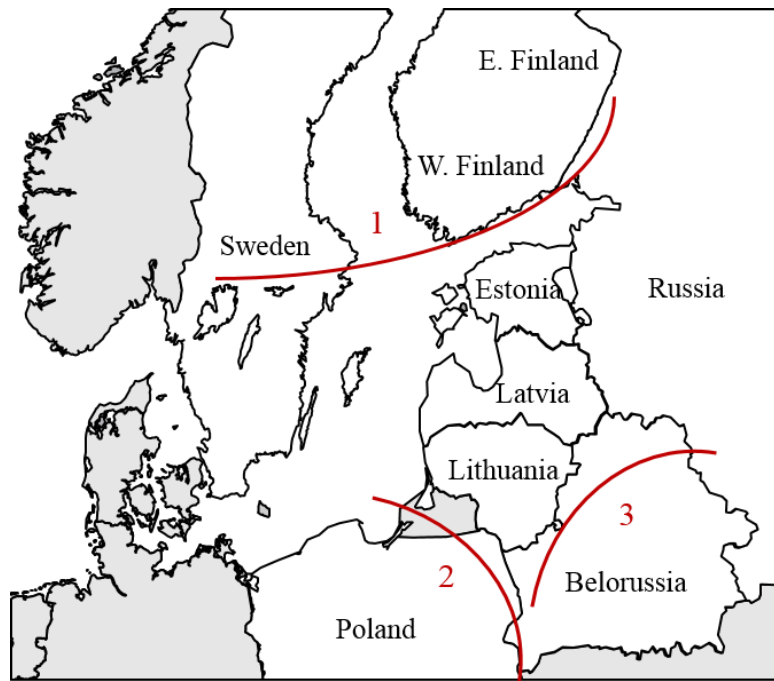 E. Finland
W. Finland
1
Sweden
Estonia
Russia
Latvia
Lithuania
3
2
Belorussia
Poland